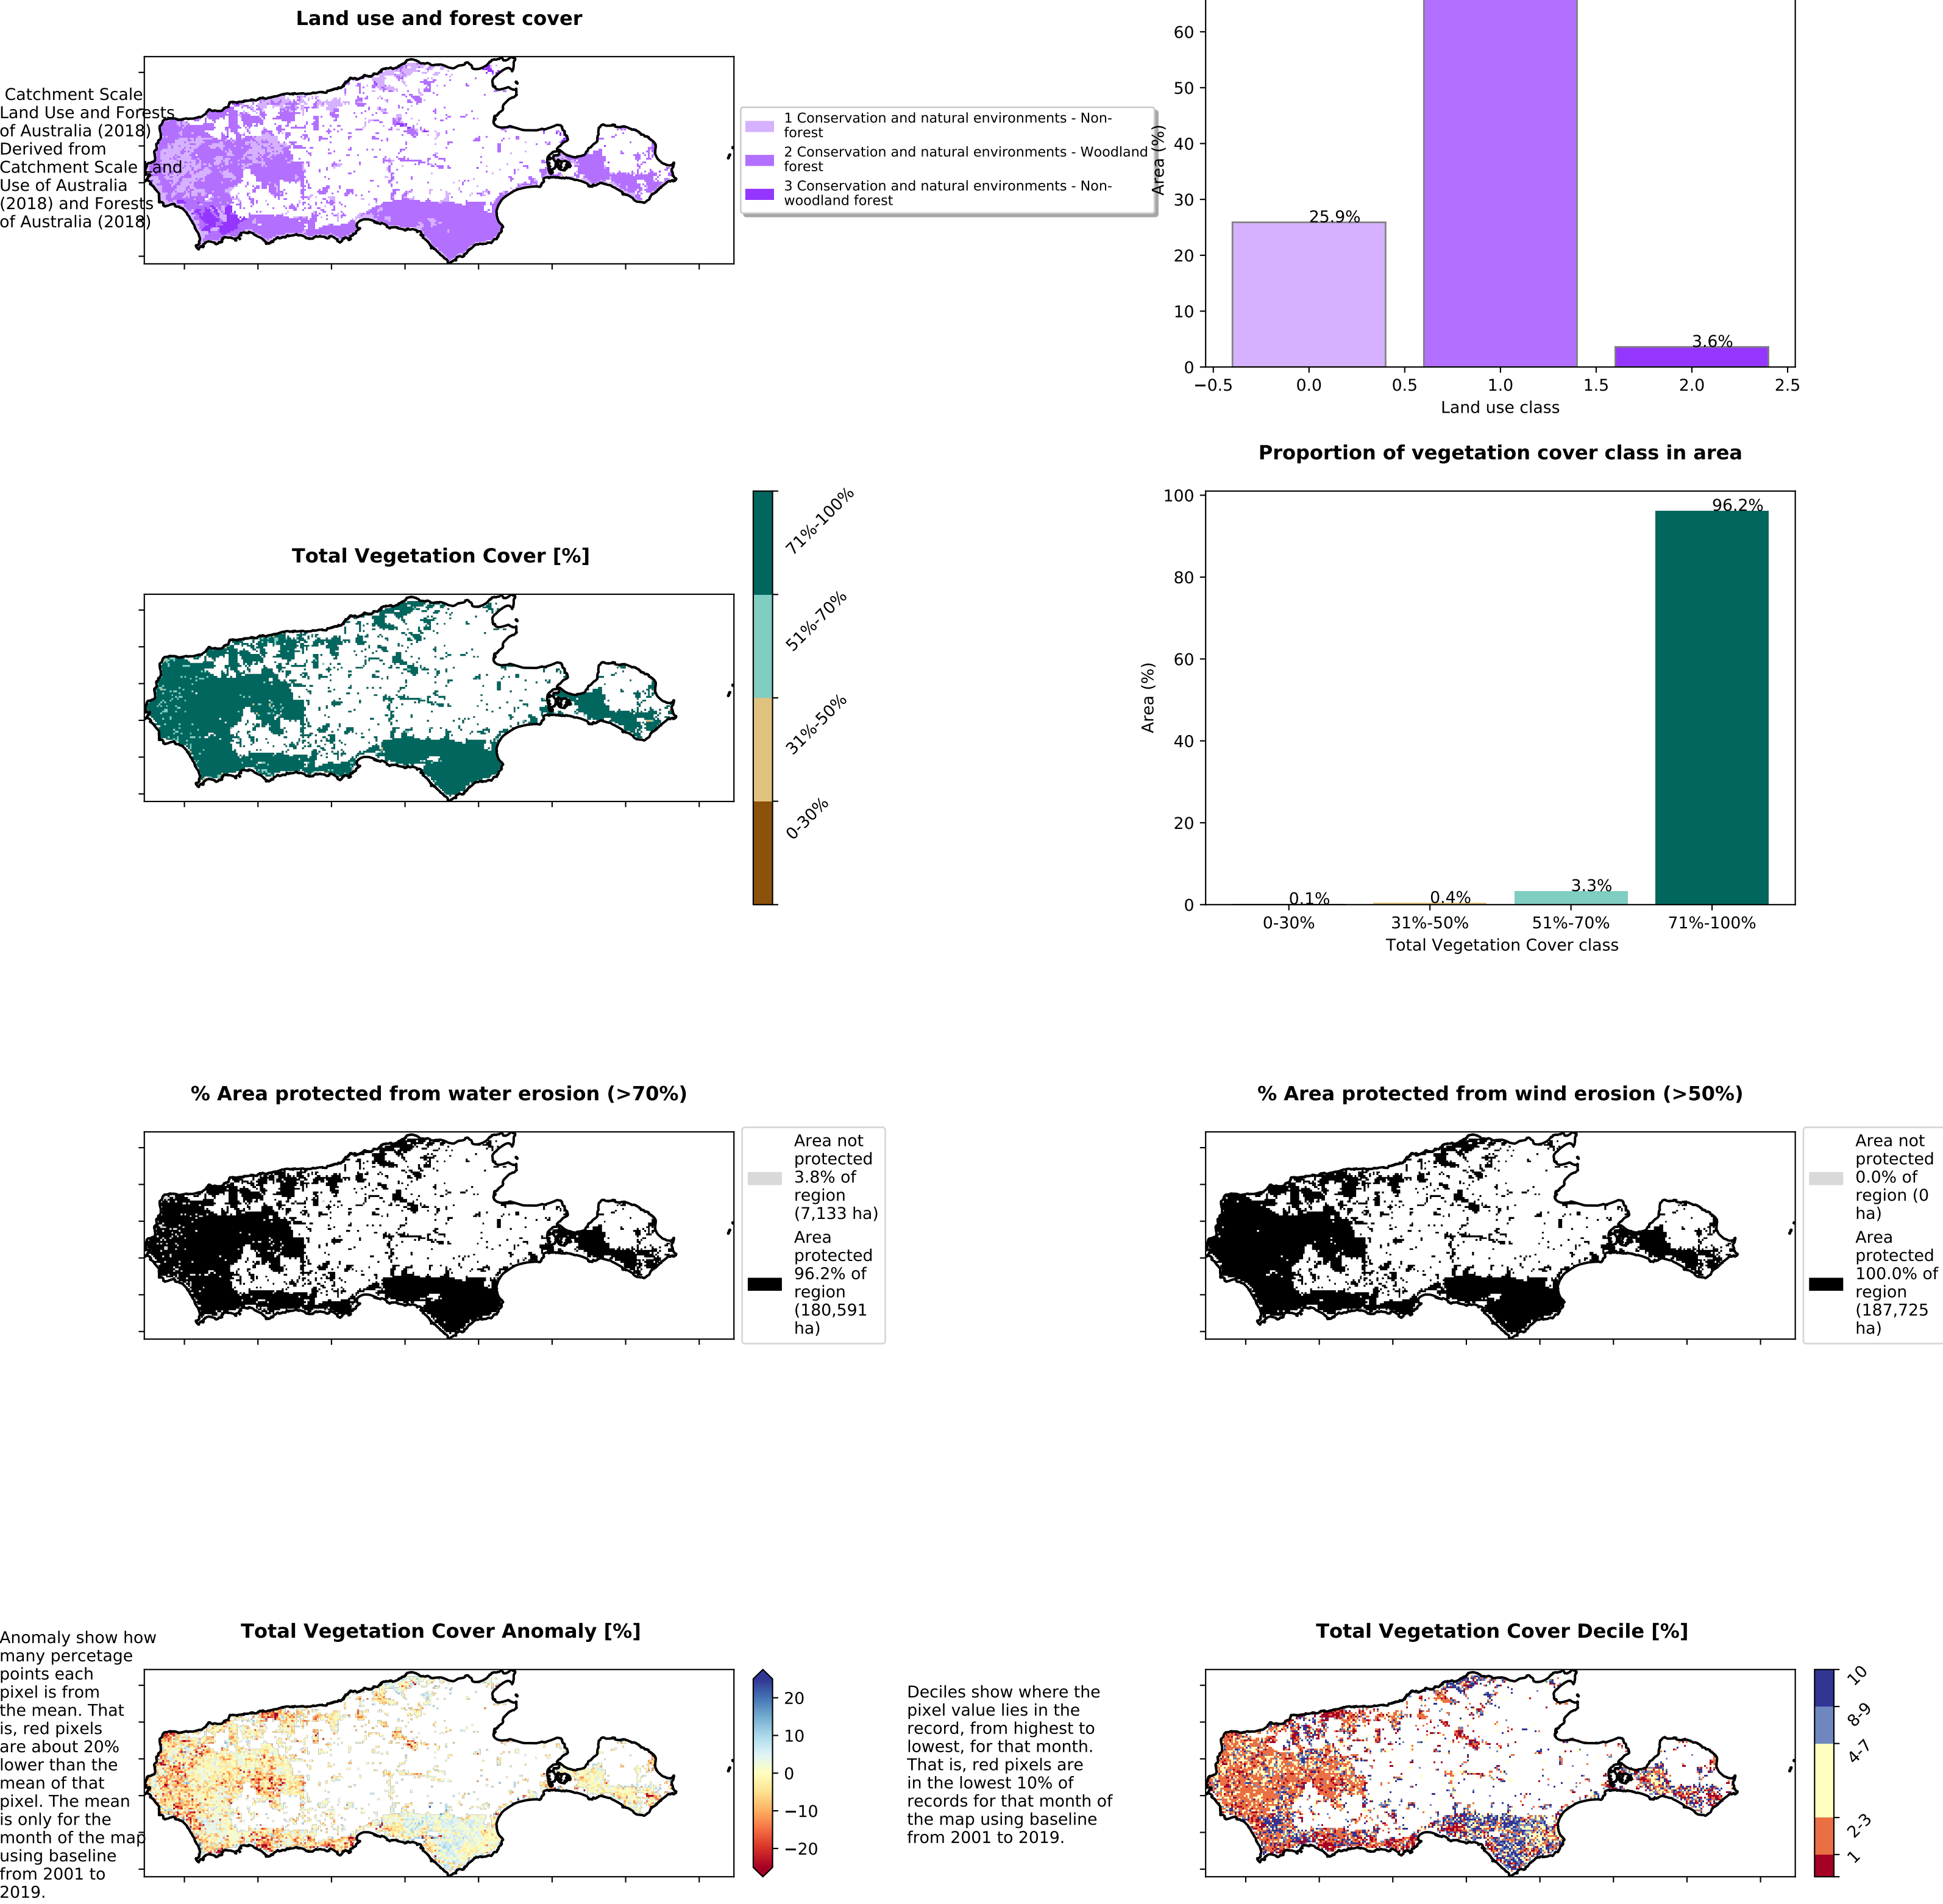 Land use and forest cover
Catchment Scale
Land Use and Forests
of Australia (2018)
Derived from
Catchment Scale Land
Use of Australia
(2018) and Forests
of Australia (2018)
1 Conservation and natural environments - Non-
forest
2 Conservation and natural environments - Woodland
forest
3 Conservation and natural environments - Non-
woodland forest
Area (%)
60
50
40
30
20
10
0
25.9%
3.6%
−0.5 0.0 0.5 1.0 1.5 2.0 2.5
Land use class
Total Vegetation Cover [%]
71%-100%
51%-70%
31%-50%
0-30%
Proportion of vegetation cover class in area
Area (%)
100
80
60
40
20
0
0.1%
0.4%
3.3%
96.2%
0-30% 31%-50% 51%-70% 71%-100%
Total Vegetation Cover class
% Area protected from water erosion (>70%)
Area not
protected
3.8% of
region
(7,133 ha)
Area
protected
96.2% of
region
(180,591
ha)
% Area protected from wind erosion (>50%)
Area not
protected
0.0% of
region (0
ha)
Area
protected
100.0% of
region
(187,725
ha)
Total Vegetation Cover Anomaly [%]
Anomaly show how
many percetage
points each
pixel is from
the mean. That
is, red pixels
are about 20%
lower than the
mean of that
pixel. The mean
is only for the
month of the map
using baseline
from 2001 to
2019.
20
10
0
−10
−20
Total Vegetation Cover Decile [%]
Deciles show where the
pixel value lies in the
record, from highest to
lowest, for that month.
That is, red pixels are
in the lowest 10% of
records for that month of
the map using baseline
from 2001 to 2019.
10
8-9
4-7
2-3
1